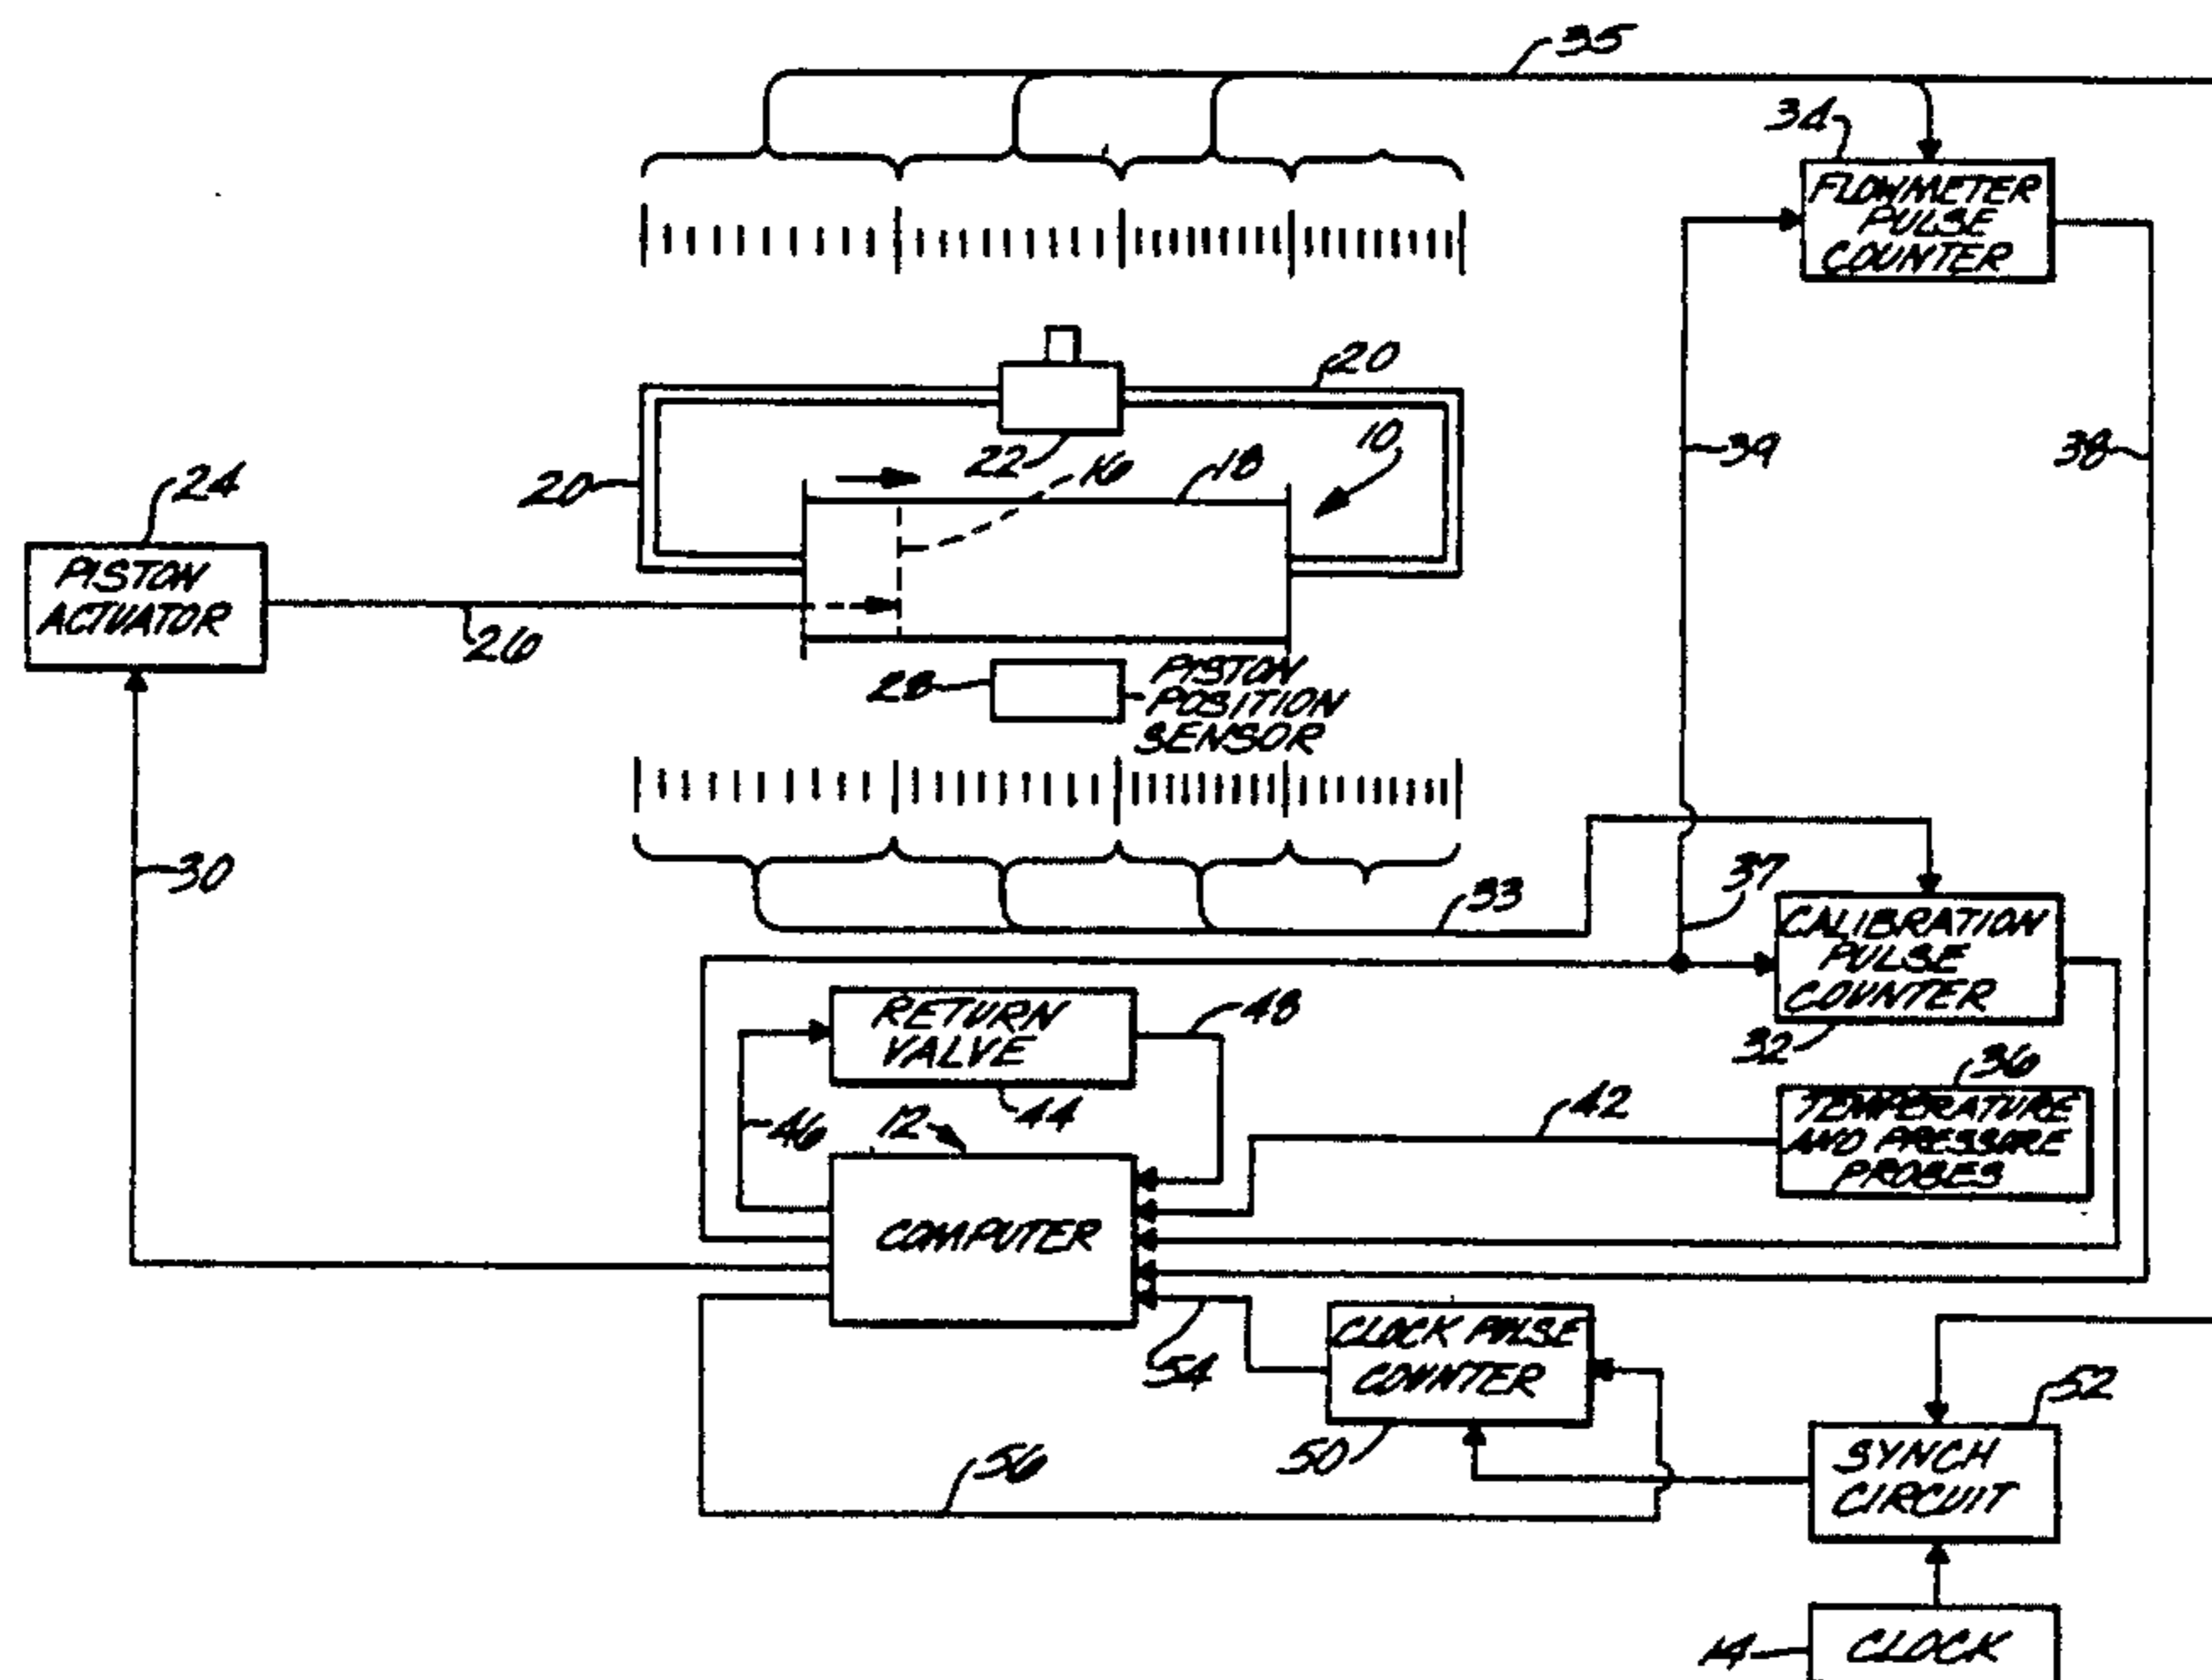 35
34
FLOWMETER
PULSE
COUNTER
20
10
39
38
24
20
22
16
18
PISTON
ACTUATOR
26
28
PISTON
POSITION
SENSOR
30
37
33
CALIBRATION
PULSE
COUNTER
RETURN
VALVE
48
32
36
46
12
44
42
TEMPERATURE
AND PRESSURE
PROBES
COMPUTER
54
CLOCK PULSE
COUNTER
52
56
50
SYNCH
CIRCUIT
14
CLOCK